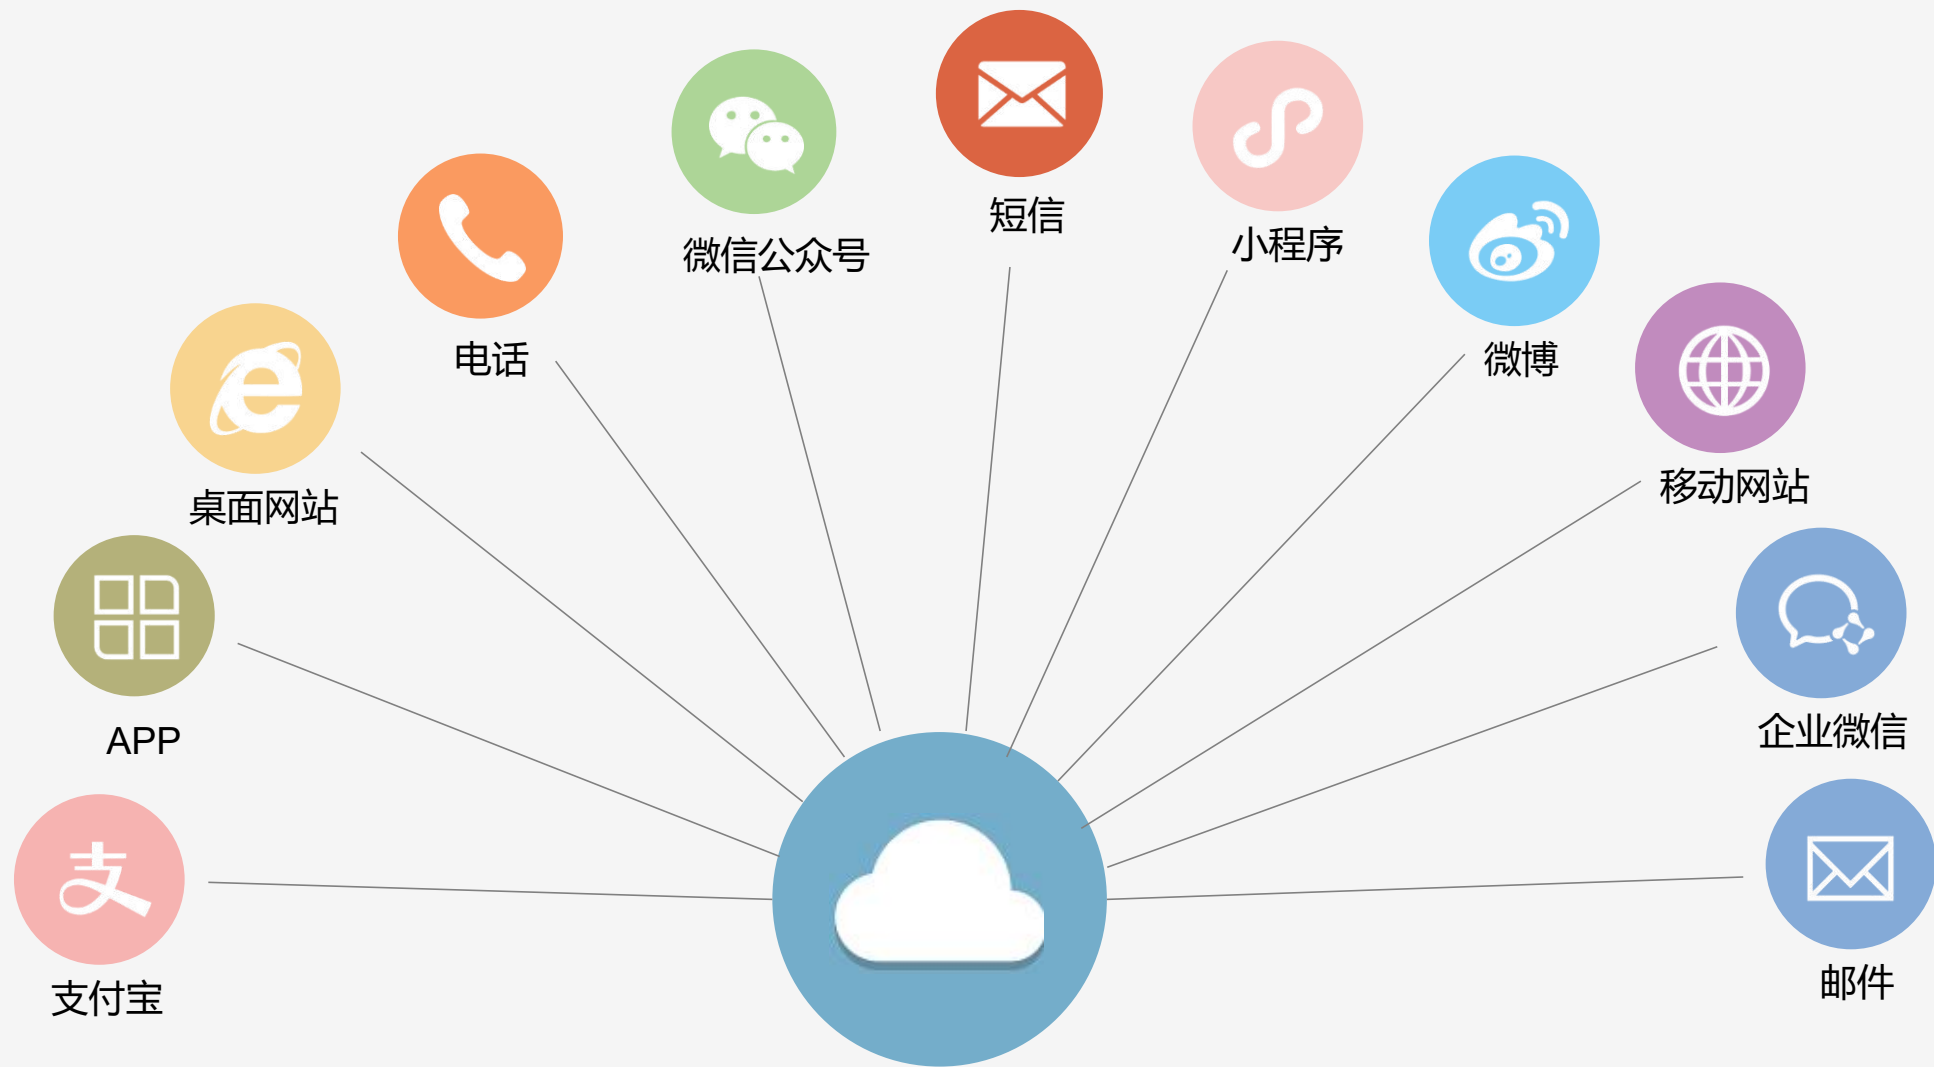 短信
小程序
微信公众号
电话
微博
移动网站
桌面网站
APP
企业微信
支付宝
邮件